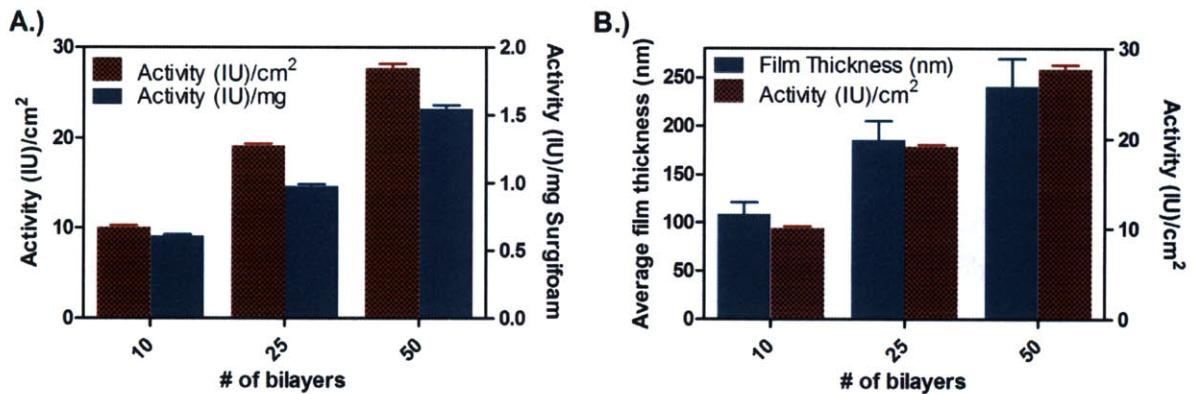 A.)
Activity (IU)/cm²
30
20
10
0
Activity (IU)/cm²
Activity (IU)/mg
2.0
1.5
1.0
0.5
0.0
Activity (IU)/mg Surgifoam
10
25
50
# of bilayers
B.)
Average film thickness (nm)
250
200
150
100
50
0
Film Thickness (nm)
Activity (IU)/cm²
30
20
10
0
Activity (IU)/cm²
10
25
50
# of bilayers